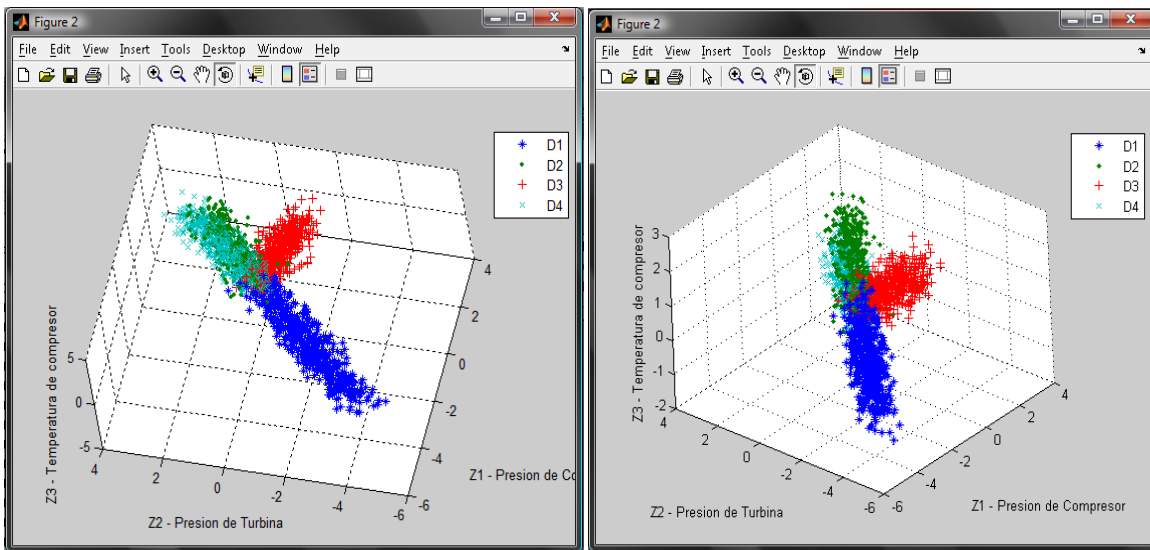 Figure 2
File Edit View Insert Tools Desktop Window Help
D1
D2
D3
D4
Z3 - Temperatura de compresor
5
0
-5
4
2
0
-2
-4
-6
Z2 - Presion de Turbina
4
2
0
-2
-4
-6
Z1 - Presion de Co
Figure 2
File Edit View Insert Tools Desktop Window Help
D1
D2
D3
D4
Z3 - Temperatura de compresor
3
2
1
0
-1
-2
4
2
0
-2
-4
-6
Z2 - Presion de Turbina
4
2
0
-2
-4
-6
Z1 - Presion de Compresor